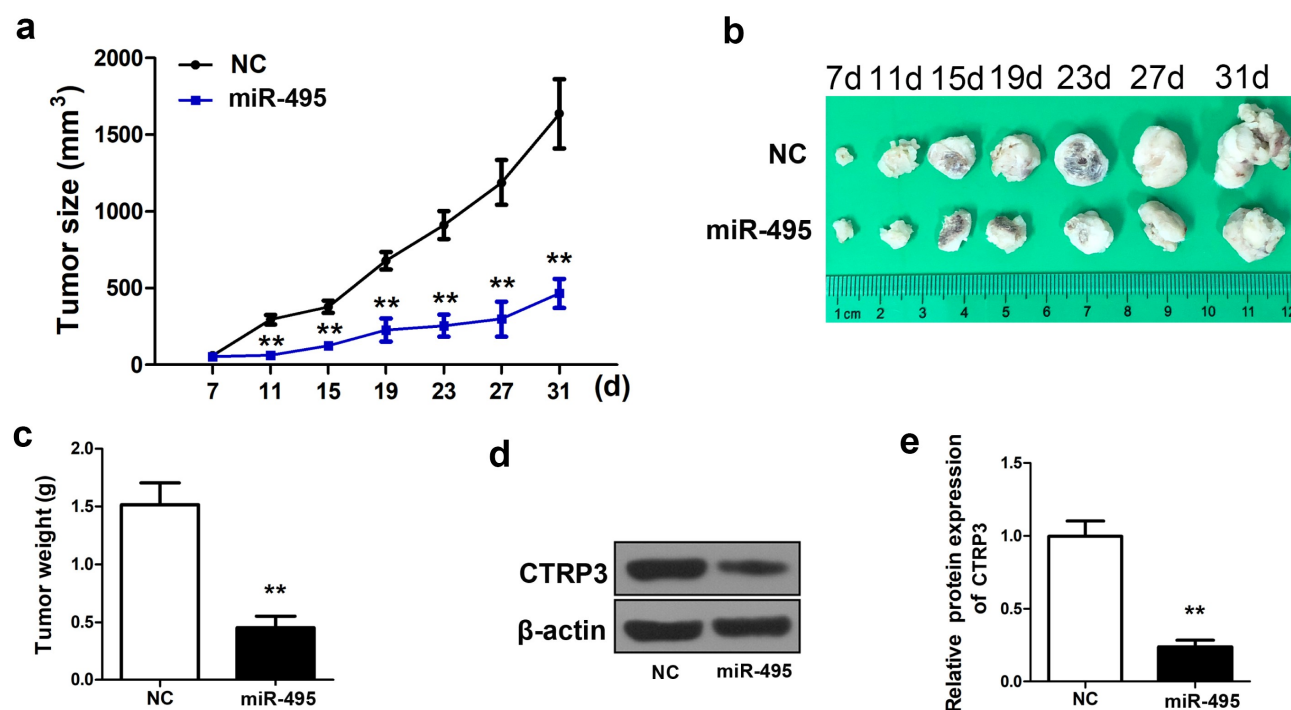 a
Tumor size (mm³)
2000
1500
1000
500
0
NC
miR-495
**
**
**
**
**
**
7 11 15 19 23 27 31 (d)
b
7d 11d 15d 19d 23d 27d 31d
NC
miR-495
1 cm 2 3 4 5 6 7 8 9 10 11 12
c
Tumor weight (g)
2.0
1.5
1.0
0.5
0.0
**
NC miR-495
d
CTRP3
β-actin
NC miR-495
e
Relative protein expression
of CTRP3
1.5
1.0
0.5
0.0
**
NC miR-495